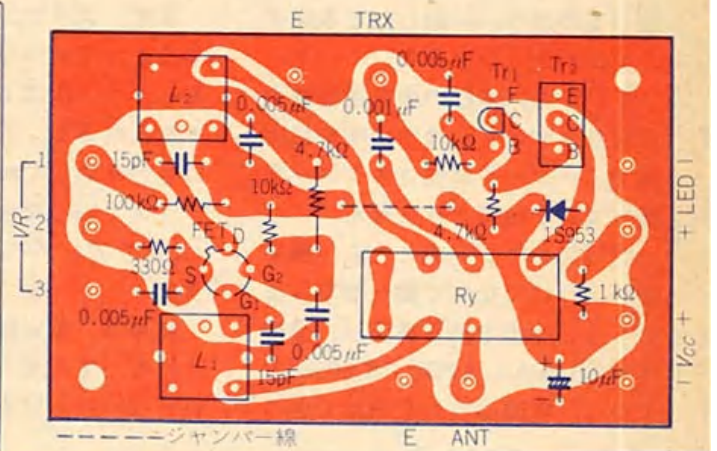 E TRX
0.005μF Tr₁ Tr₂
L₂ 0.005μF 0.001μF E E
C C
B B
1 15pF 4.7kΩ 10kΩ
100kΩ 10kΩ
VR 2 FET D 4.7kΩ 1S953
330Ω S G₂
3 G₁ Ry 1kΩ
0.005μF 0.005μF
L₁ 15pF + 10μF
−
− LED +
+ Vcc −
ジャンパー線 E ANT